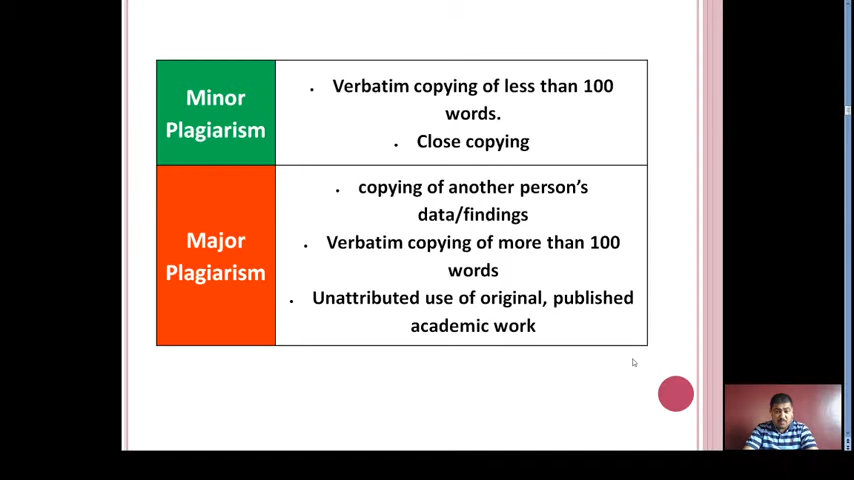 Minor
Plagiarism
. Verbatim copying of less than 100
words.
. Close copying
Major
Plagiarism
. copying of another person's
data/findings
. Verbatim copying of more than 100
words
. Unattributed use of original, published
academic work